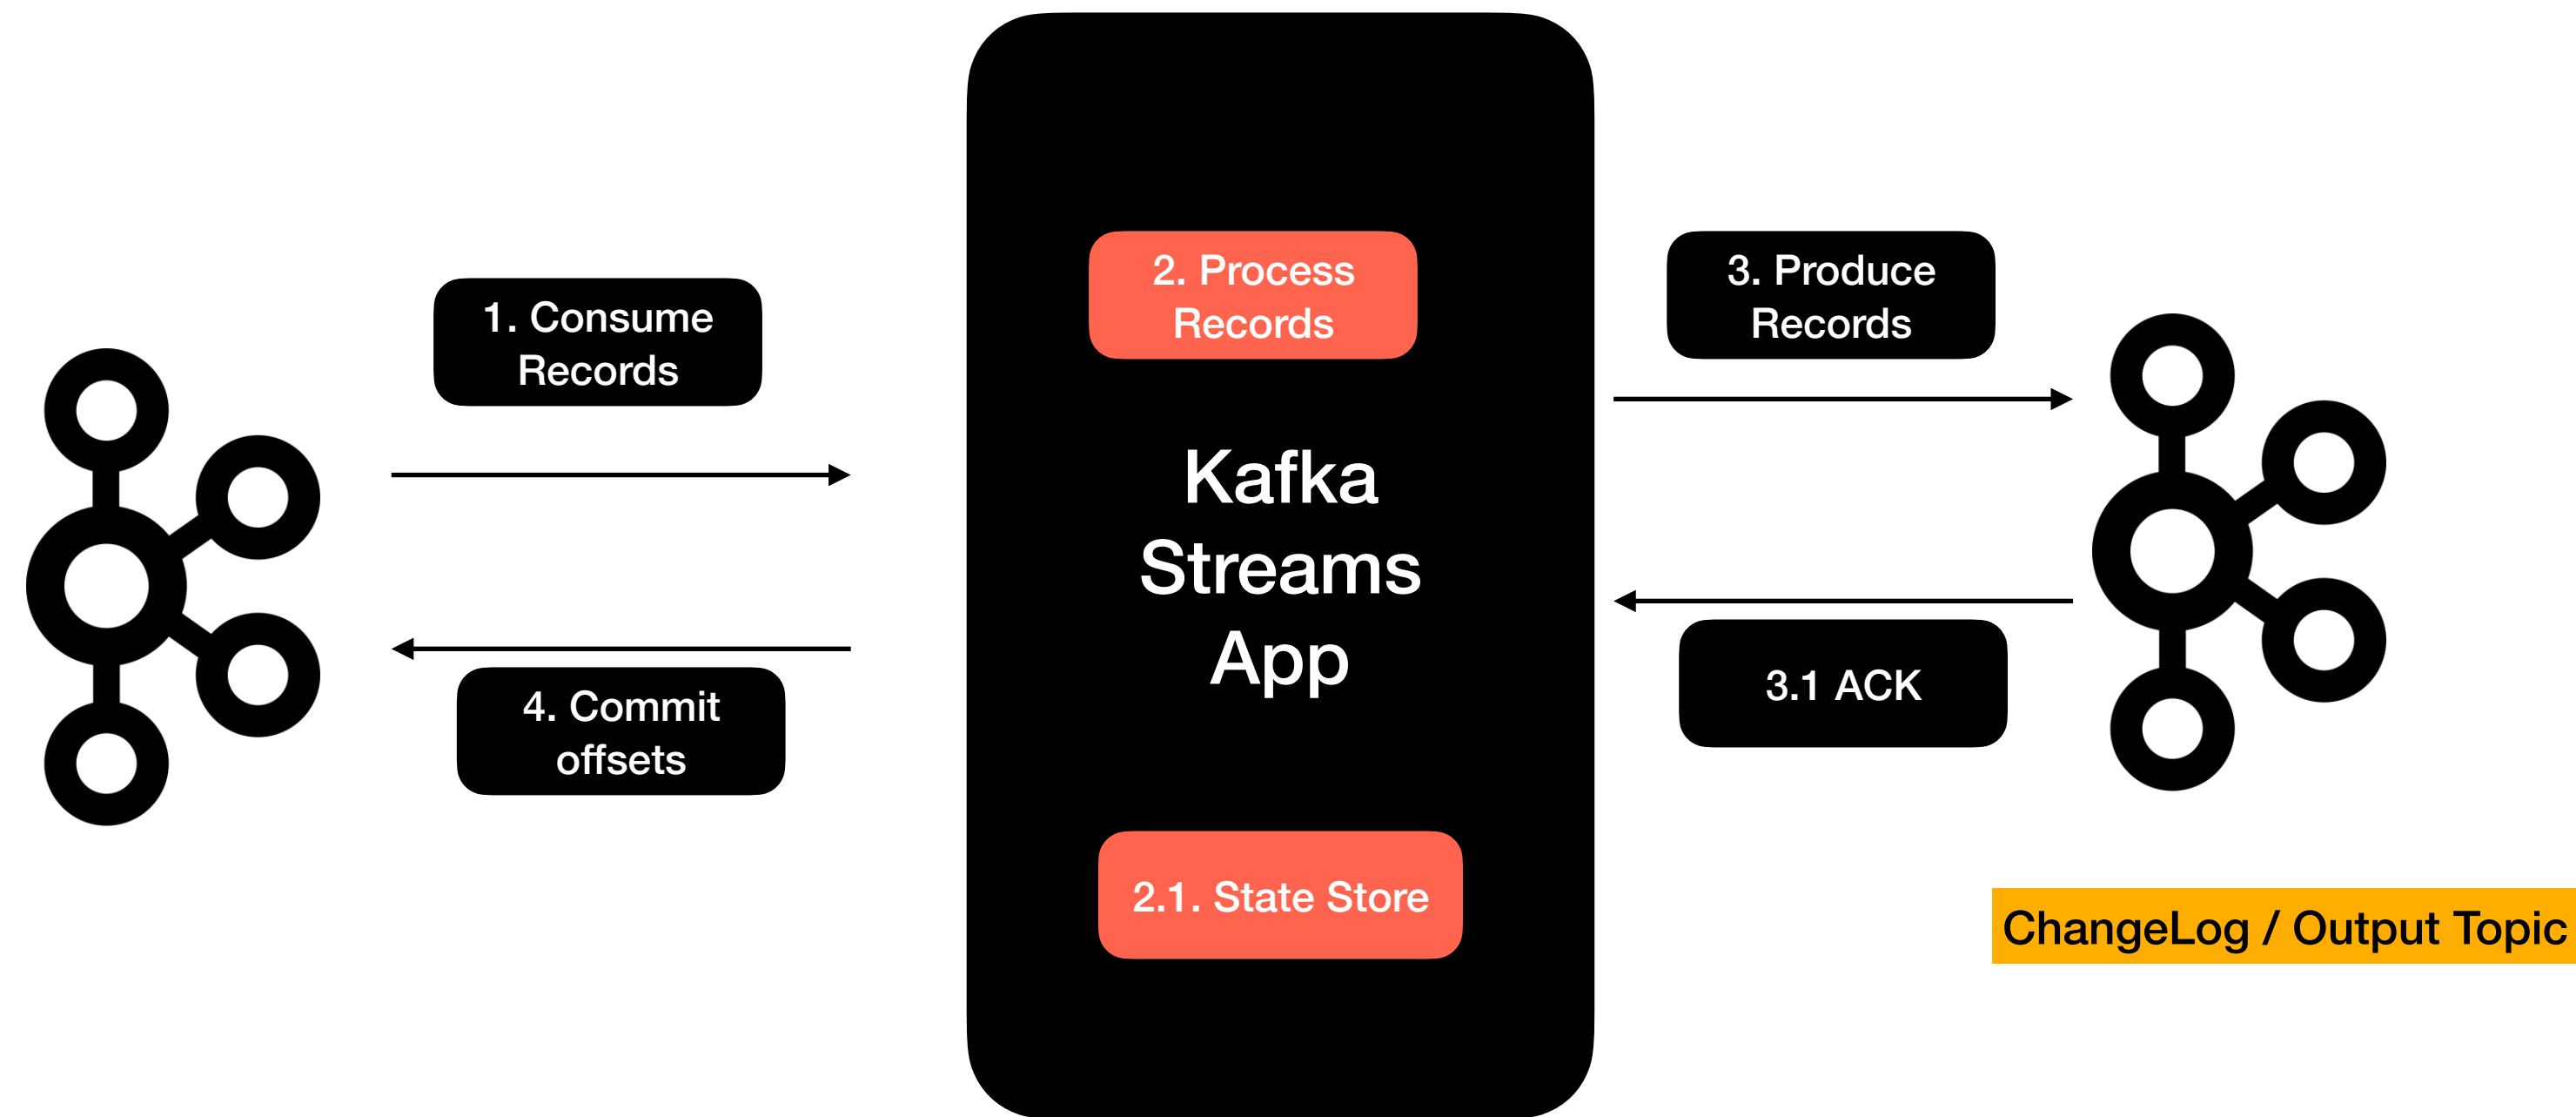 1. Consume
Records
4. Commit
offsets
2. Process
Records
Kafka
Streams
App
2.1. State Store
3. Produce
Records
3.1 ACK
ChangeLog / Output Topic